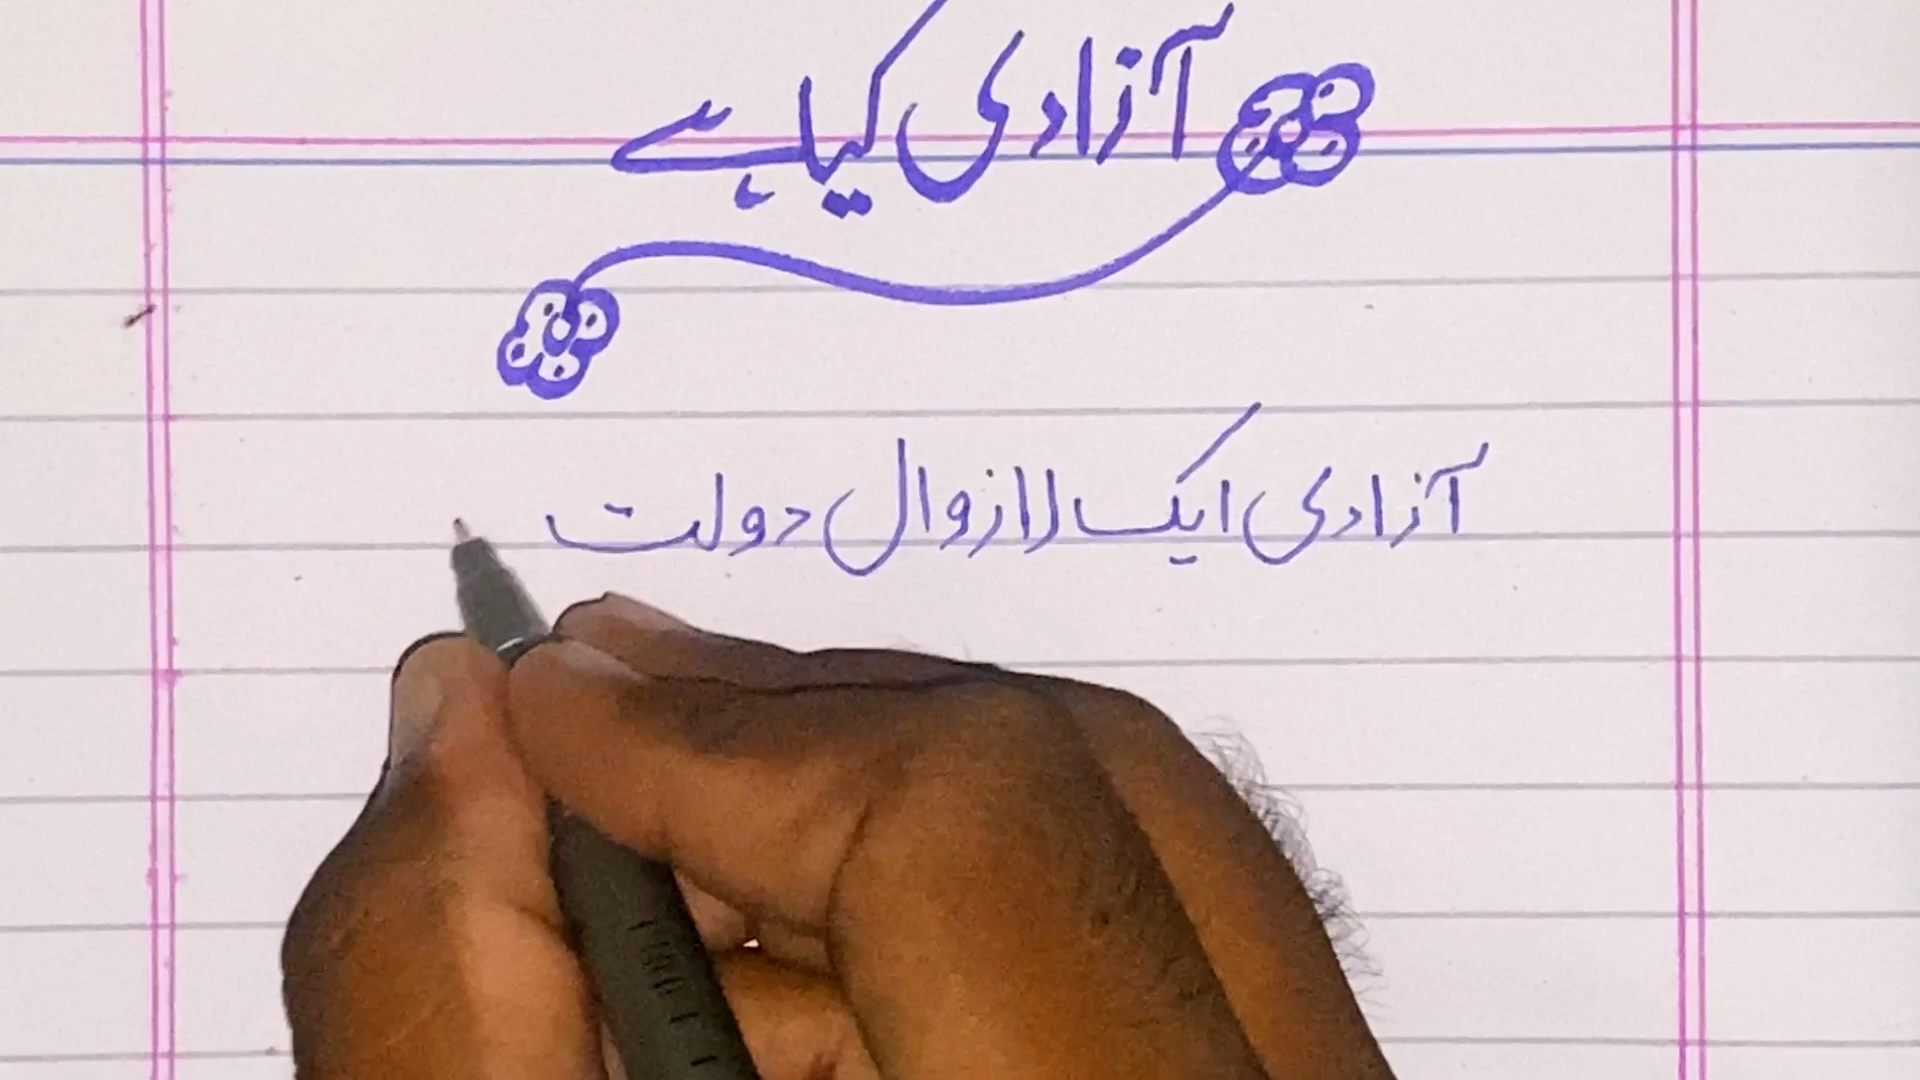 آزادی کیا ہے
آزادی ایک لازوال دولت